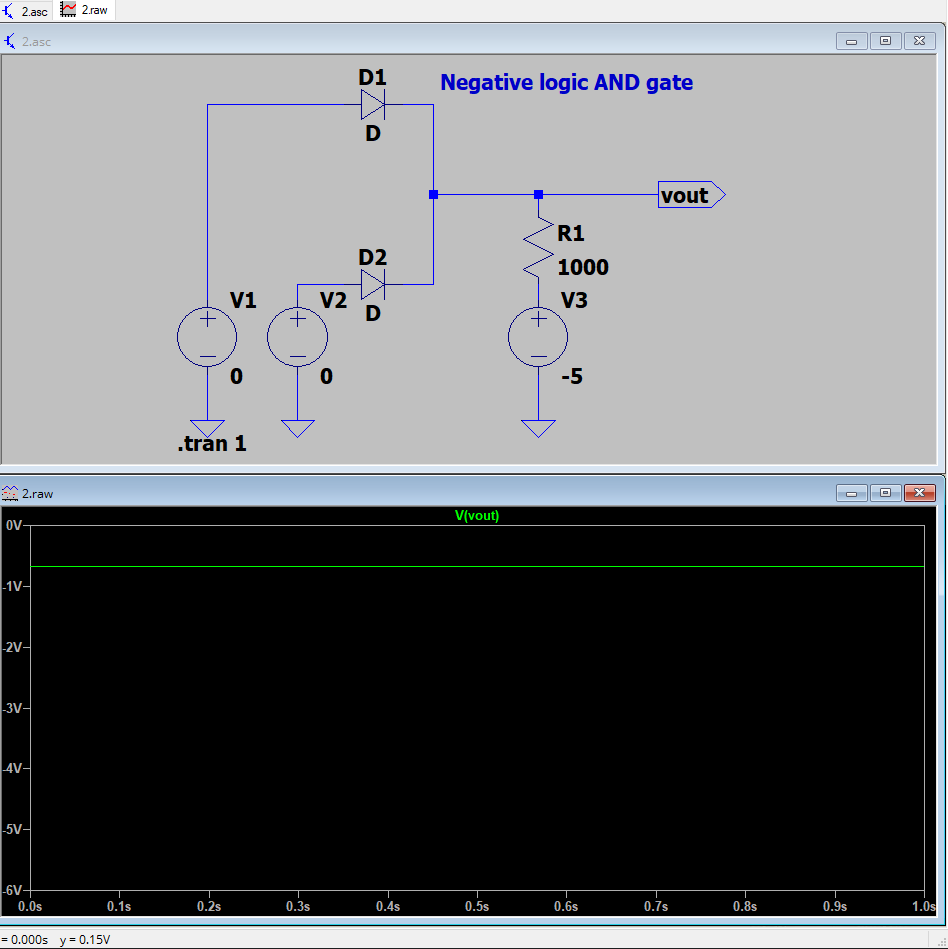 2.asc
2.raw
2.asc
D1
Negative logic AND gate
D
vout
R1
D2
1000
V1
V2
D
V3
0
0
-5
.tran 1
2.raw
V(vout)
0V
-1V
-2V
-3V
-4V
-5V
-6V
0.0s 0.1s 0.2s 0.3s 0.4s 0.5s 0.6s 0.7s 0.8s 0.9s 1.0s
= 0.000s y = 0.15V